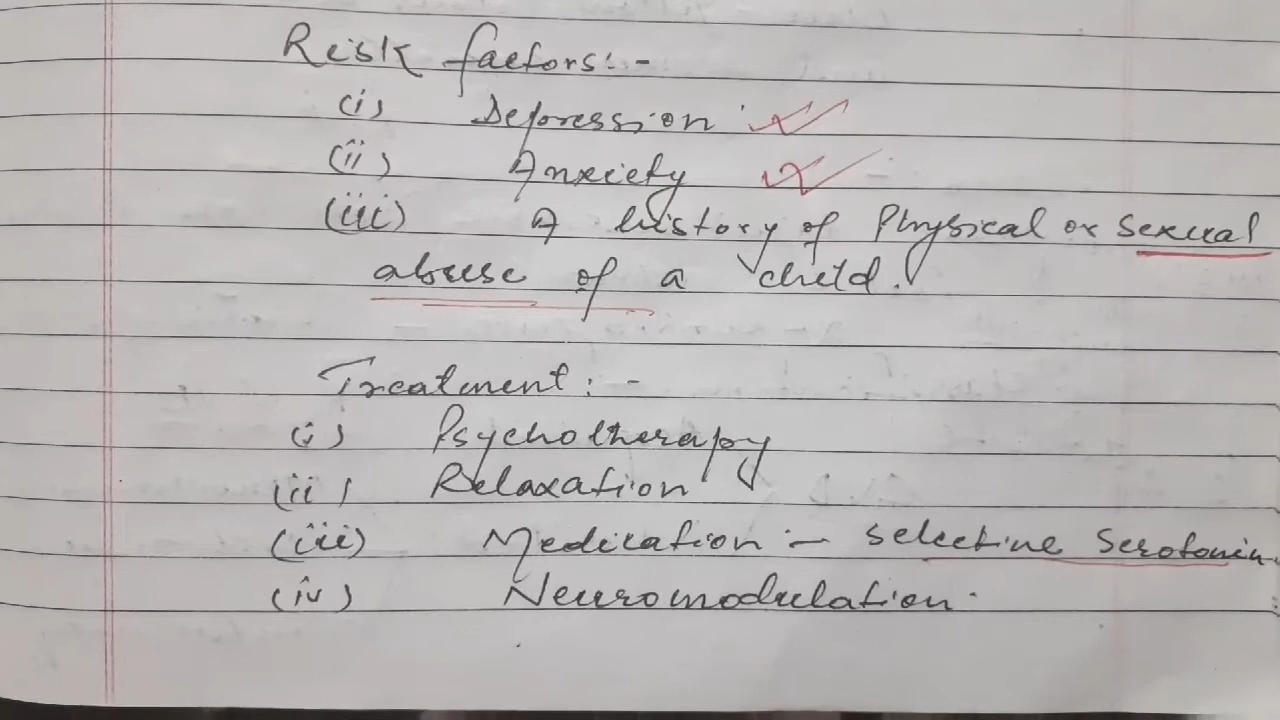 Risk factors:-
(i) Depression
(ii) Anxiety
(iii) A history of Physical or Sexual
abuse of a child.
Treatment:-
(i) Psychotherapy
(ii) Relaxation
(iii) Medication :- Selective Serotonin
(iv) Neuromodulation.